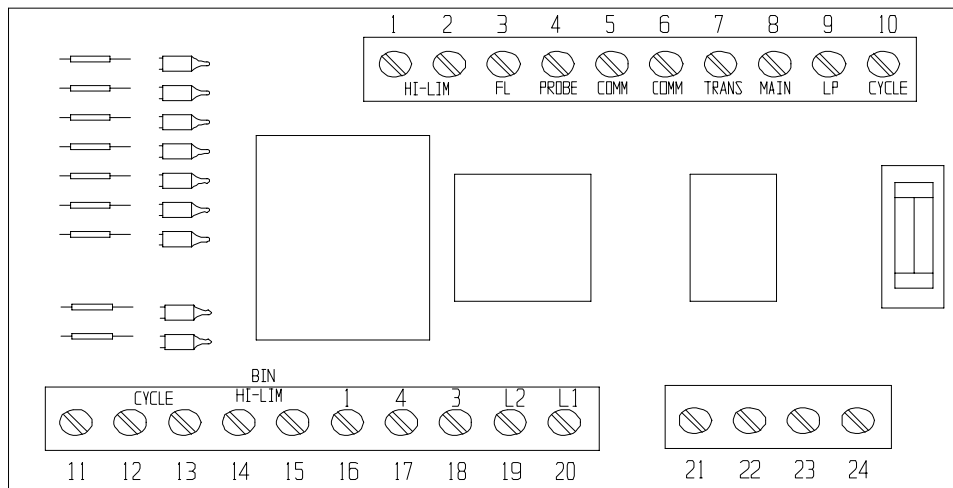 1 2 3 4 5 6 7 8 9 10
HI-LIM FL PROBE COMM COMM TRANS MAIN LP CYCLE
BIN
CYCLE HI-LIM 1 4 3 L2 L1
11 12 13 14 15 16 17 18 19 20
21 22 23 24